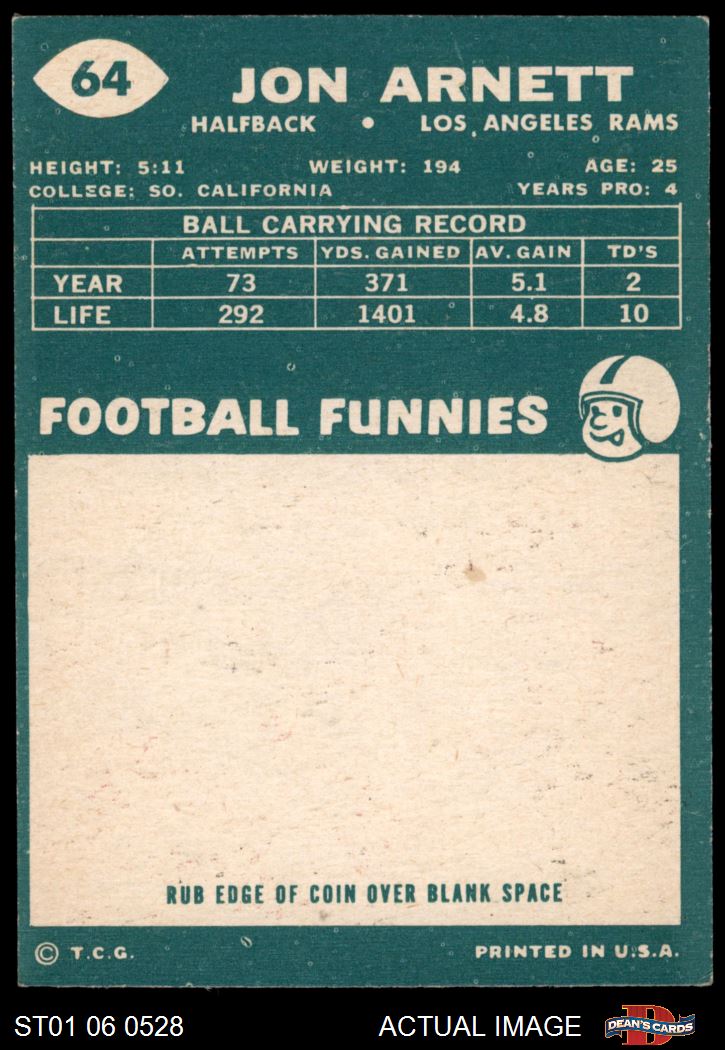 64
JON ARNETT
HALFBACK • LOS ANGELES RAMS
HEIGHT: 5:11 WEIGHT: 194 AGE: 25
COLLEGE: SO. CALIFORNIA YEARS PRO: 4
BALL CARRYING RECORD
ATTEMPTS YDS. GAINED AV. GAIN TD'S
YEAR 73 371 5.1 2
LIFE 292 1401 4.8 10
FOOTBALL FUNNIES
RUB EDGE OF COIN OVER BLANK SPACE
© T.C.G. PRINTED IN U.S.A.
ST01 06 0528 ACTUAL IMAGE DEAN'S CARDS